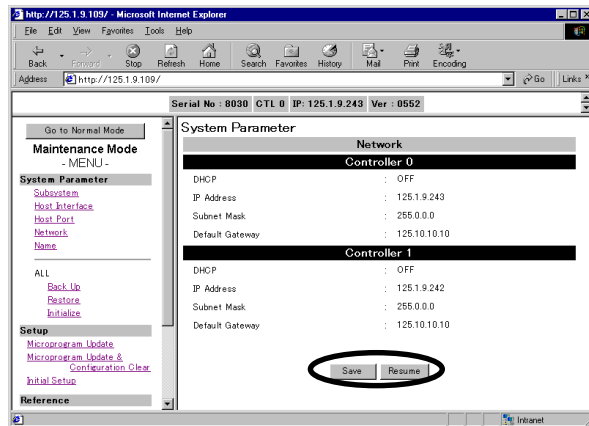 http://125.1.9.109/ - Microsoft Internet Explorer
File Edit View Favorites Tools Help
Back Forward Stop Refresh Home Search Favorites History Mail Print Encoding
Address http://125.1.9.109/ Go Links »
Serial No : 8030 CTL 0 IP : 125.1.9.243 Ver : 0552
Go to Normal Mode
Maintenance Mode
- MENU -
System Parameter
Subsystem
Host Interface
Host Port
Network
Name
ALL
Back Up
Restore
Initialize
Setup
Microprogram Update
Microprogram Update &
Configuration Clear
Initial Setup
Reference
System Parameter
Network
Controller 0
DHCP : OFF
IP Address : 125.1.9.243
Subnet Mask : 255.0.0.0
Default Gateway : 125.10.10.10
Controller 1
DHCP : OFF
IP Address : 125.1.9.242
Subnet Mask : 255.0.0.0
Default Gateway : 125.10.10.10
Save Resume
Intranet